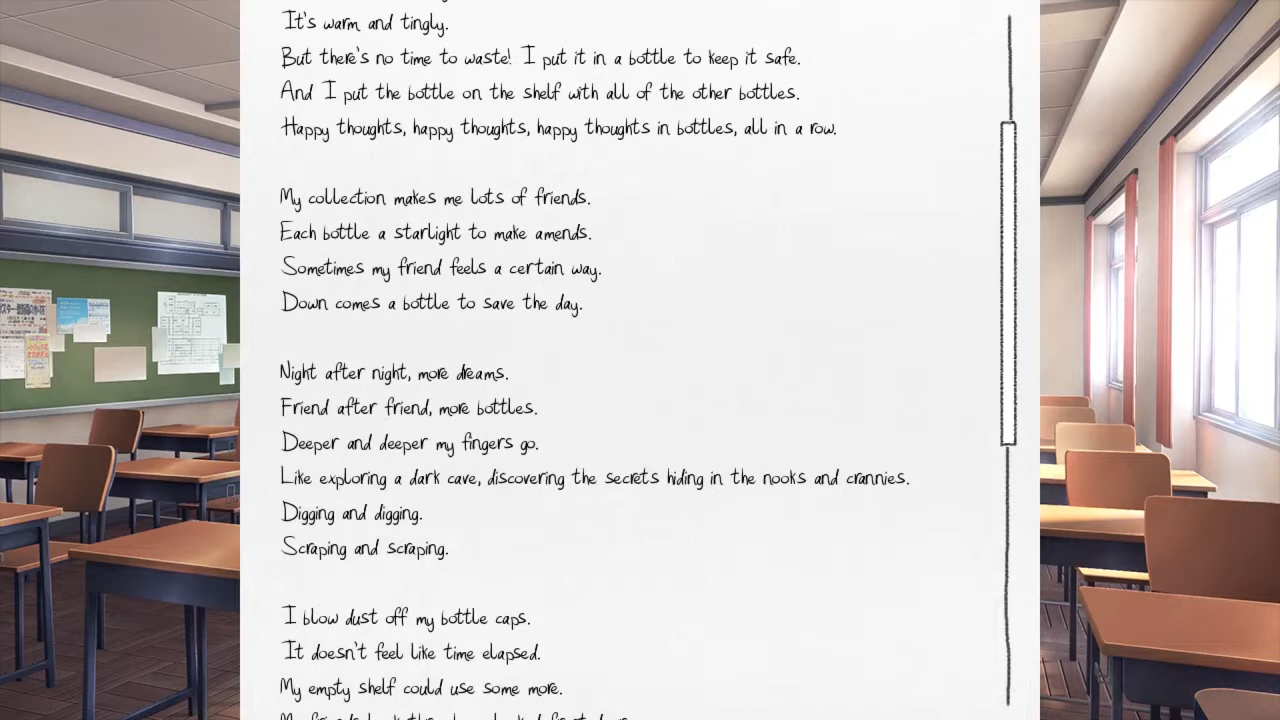 It's warm and tingly.
But there's no time to waste! I put it in a bottle to keep it safe.
And I put the bottle on the shelf with all of the other bottles.
Happy thoughts, happy thoughts, happy thoughts in bottles, all in a row.
My collection makes me lots of friends.
Each bottle a starlight to make amends.
Sometimes my friend feels a certain way.
Down comes a bottle to save the day.
Night after night, more dreams.
Friend after friend, more bottles.
Deeper and deeper my fingers go.
Like exploring a dark cave, discovering the secrets hiding in the nooks and crannies.
Digging and digging.
Scraping and scraping.
I blow dust off my bottle caps.
It doesn't feel like time elapsed.
My empty shelf could use some more.